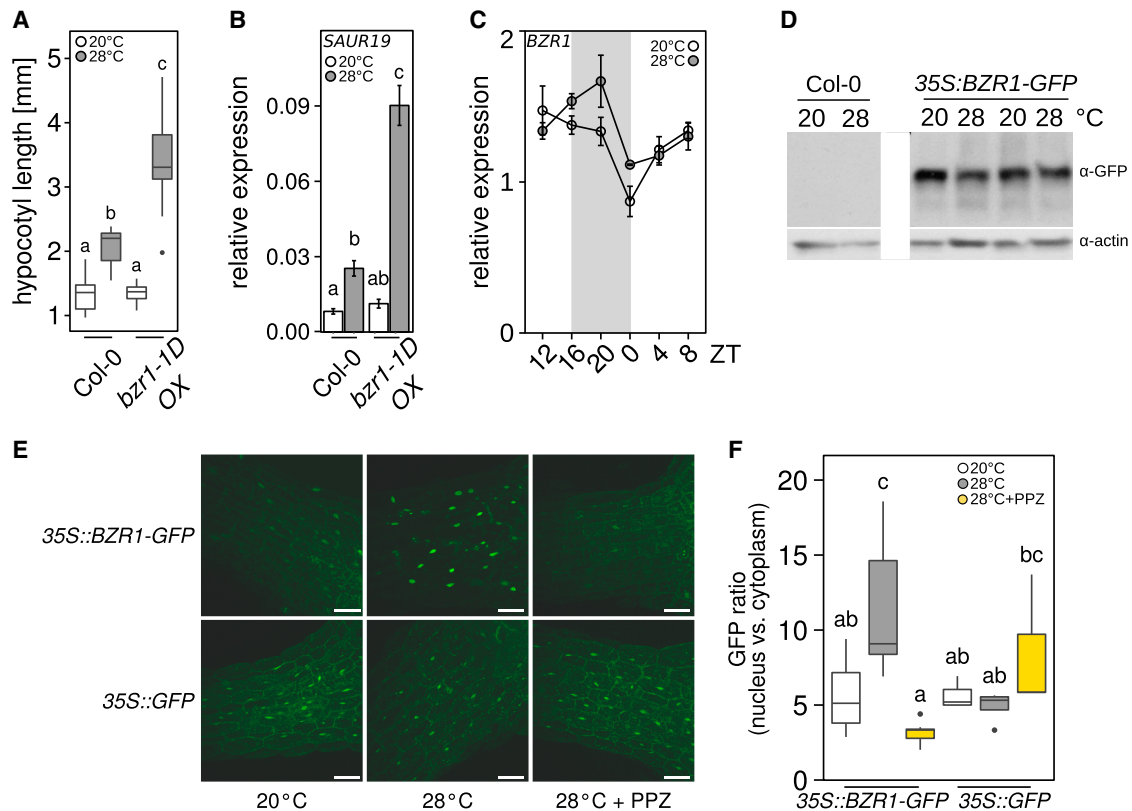 A
hypocotyl length [mm]
20°C
28°C
5
4
3
2
1
a
b
a
c
Col-0
bzr1-1D
OX
B
relative expression
SAUR19
20°C
28°C
0.09
0.06
0.03
0.00
a
b
ab
c
Col-0
bzr1-1D
OX
C
relative expression
BZR1
20°C
28°C
2
1
0
12 16 20 0 4 8 ZT
D
Col-0 35S:BZR1-GFP
20 28 20 28 20 28 °C
α-GFP
α-actin
E
35S::BZR1-GFP
35S::GFP
20°C 28°C 28°C + PPZ
F
GFP ratio
(nucleus vs. cytoplasm)
20°C
28°C
28°C+PPZ
20
15
10
5
0
ab
c
a
ab
ab
bc
35S::BZR1-GFP 35S::GFP